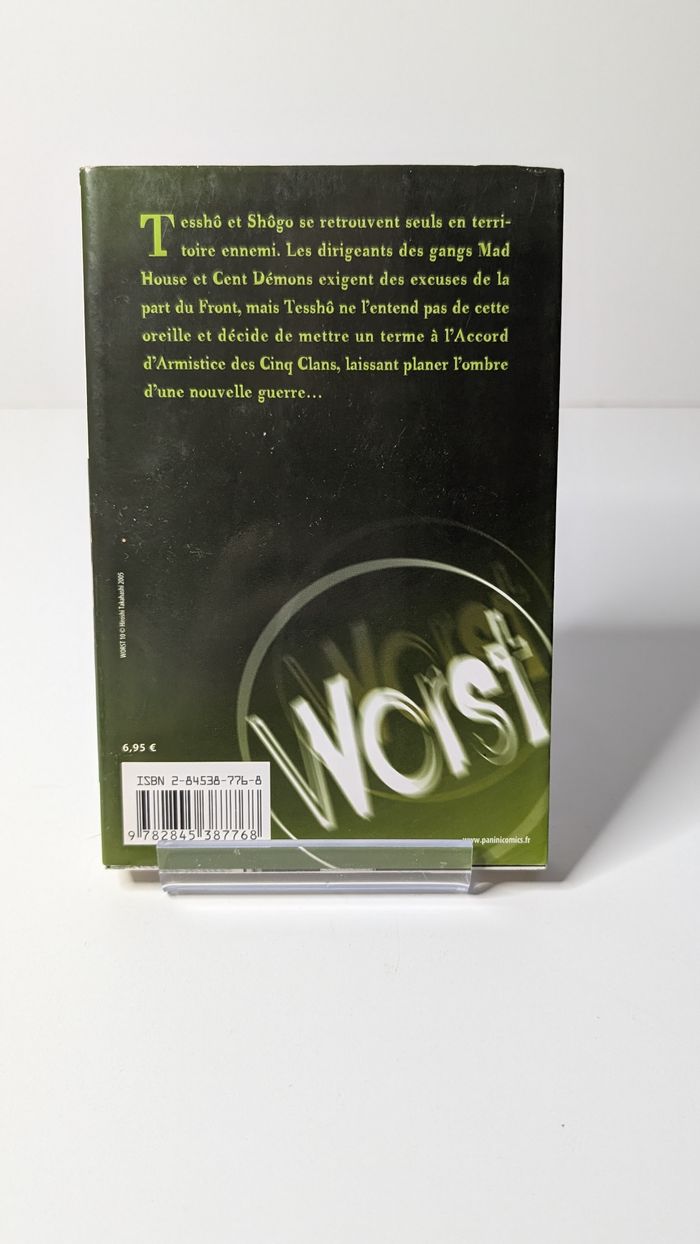 Tesshô et Shôgo se retrouvent seuls en terri-
toire ennemi. Les dirigeants des gangs Mad
House et Cent Démons exigent des excuses de la
part du Front, mais Tesshô ne l'entend pas de cette
oreille et décide de mettre un terme à l'Accord
d'Armistice des Cinq Clans, laissant planer l'ombre
d'une nouvelle guerre...
WORST 10 © Hiroshi Takahashi 2005
Worst
Worst
6,95 €
ISBN 2-84538-776-8
9 782845 387768
www.paninicomics.fr